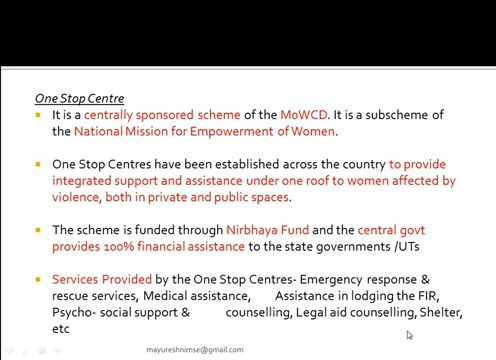 One Stop Centre
It is a centrally sponsored scheme of the MoWCD. It is a subscheme of
the National Mission for Empowerment of Women.
One Stop Centres have been established across the country to provide
integrated support and assistance under one roof to women affected by
violence, both in private and public spaces.
The scheme is funded through Nirbhaya Fund and the central govt
provides 100% financial assistance to the state governments /UTs
Services Provided by the One Stop Centres- Emergency response &
rescue services, Medical assistance, Assistance in lodging the FIR,
Psycho- social support & counselling, Legal aid counselling, Shelter,
etc
mayureshnimse@gmail.com